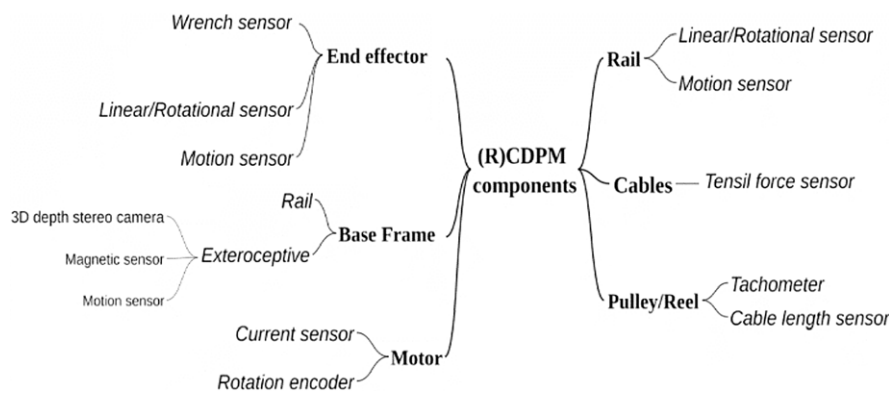 Wrench sensor
End effector
Linear/Rotational sensor
Motion sensor
Rail
Base Frame
Exteroceptive
3D depth stereo camera
Magnetic sensor
Motion sensor
Current sensor
Motor
Rotation encoder
(R)CDPM
components
Linear/Rotational sensor
Rail
Motion sensor
Cables
Tensil force sensor
Tachometer
Pulley/Reel
Cable length sensor